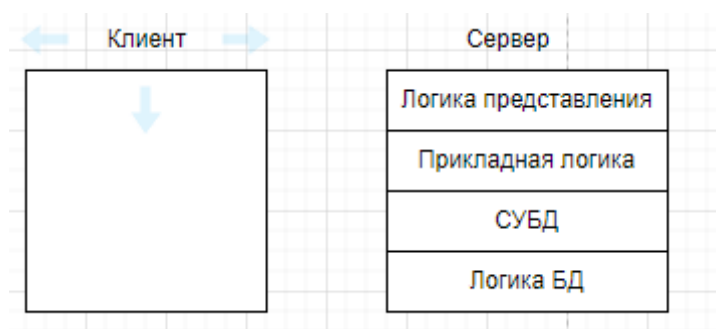 Клиент
Сервер
Логика представления
Прикладная логика
СУБД
Логика БД